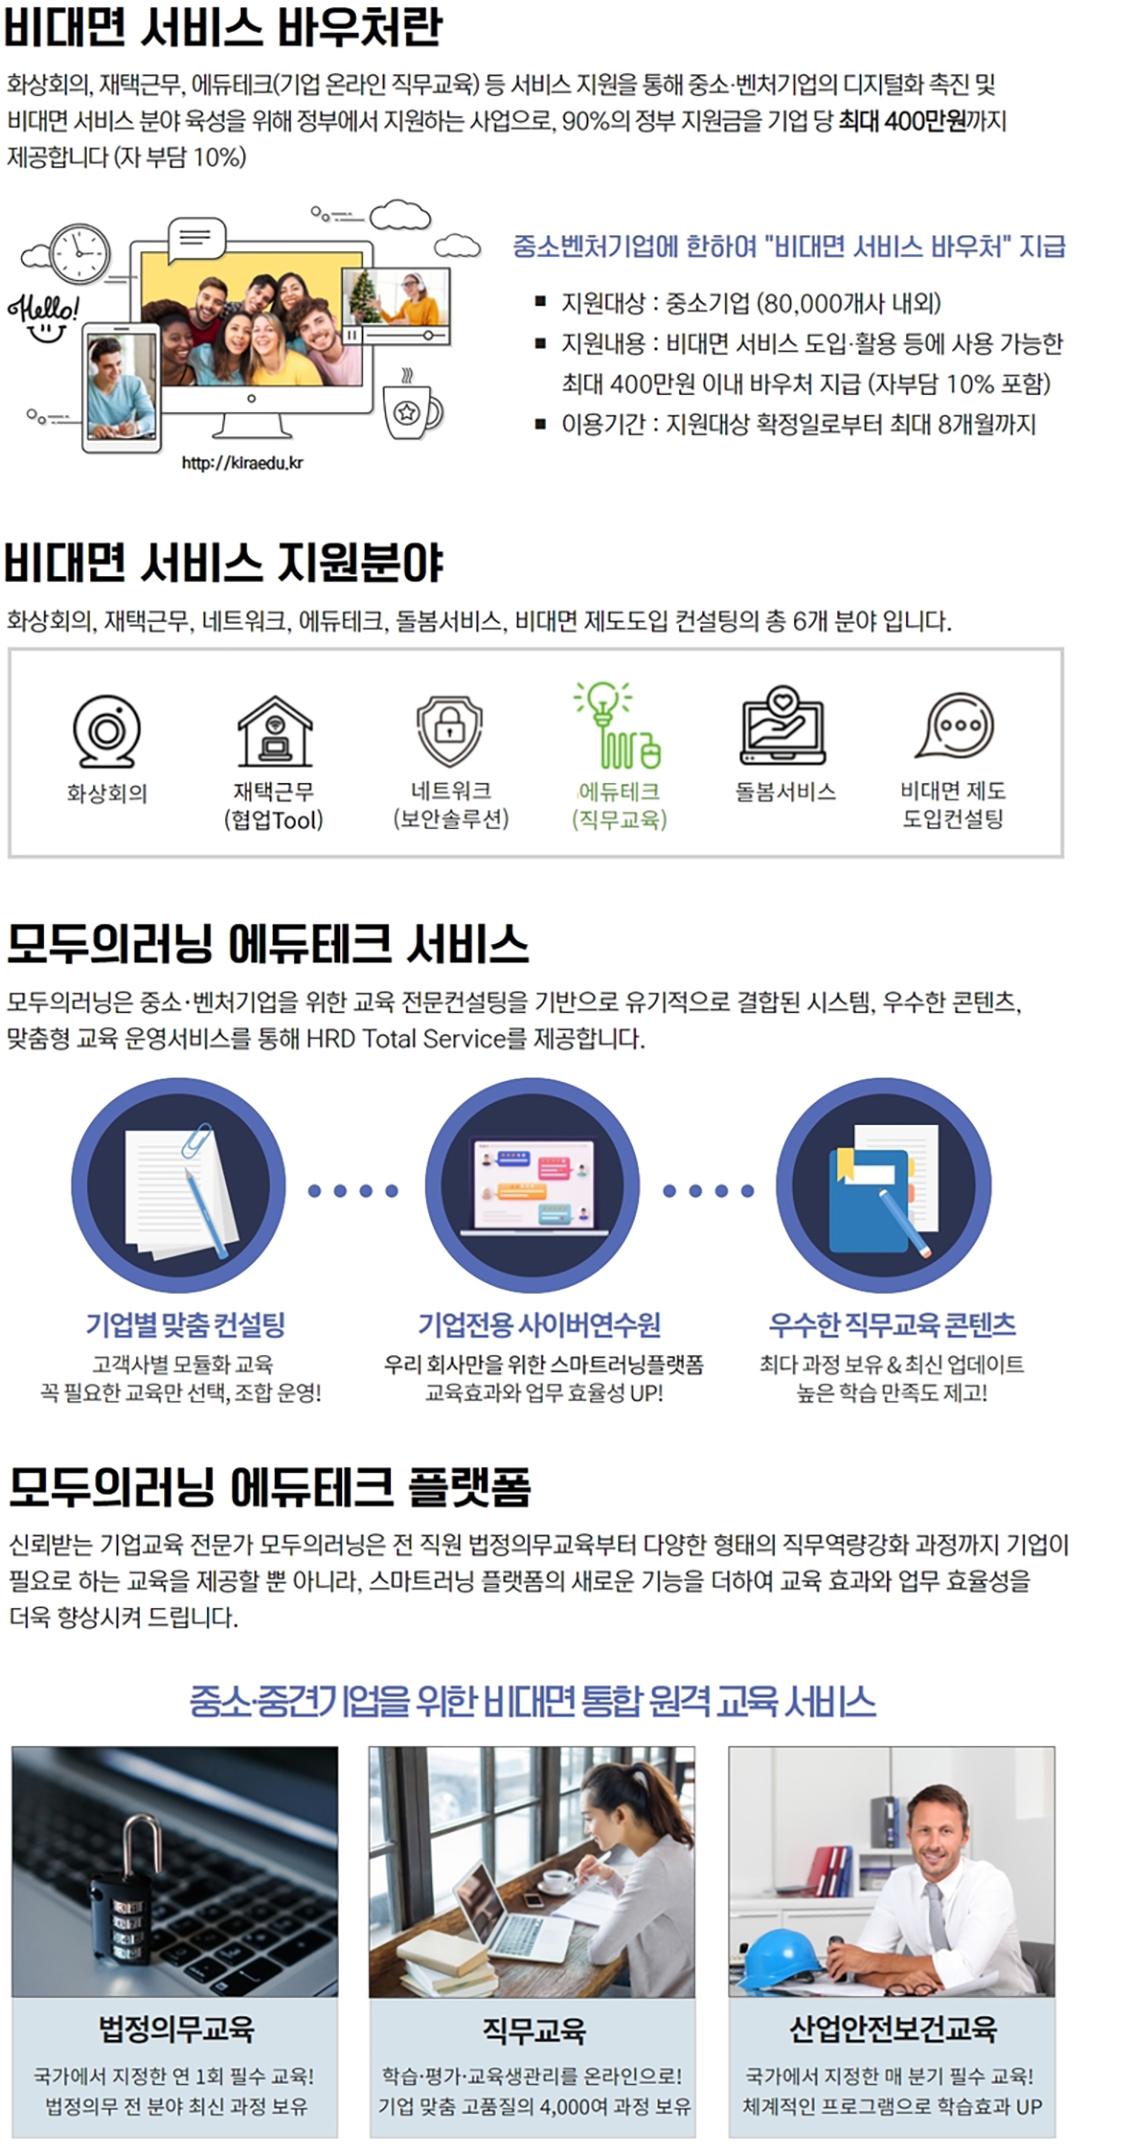 비대면 서비스 바우처란
화상회의, 재택근무, 에듀테크(기업 온라인 직무교육) 등 서비스 지원을 통해 중소·벤처기업의 디지털화 촉진 및
비대면 서비스 분야 육성을 위해 정부에서 지원하는 사업으로, 90%의 정부 지원금을 기업 당 최대 400만원까지
제공합니다 (자 부담 10%)
Hello!
http://kiraedu.kr
중소벤처기업에 한하여 "비대면 서비스 바우처" 지급
■ 지원대상 : 중소기업 (80,000개사 내외)
■ 지원내용 : 비대면 서비스 도입·활용 등에 사용 가능한
최대 400만원 이내 바우처 지급 (자부담 10% 포함)
■ 이용기간 : 지원대상 확정일로부터 최대 8개월까지
비대면 서비스 지원분야
화상회의, 재택근무, 네트워크, 에듀테크, 돌봄서비스, 비대면 제도도입 컨설팅의 총 6개 분야 입니다.
화상회의
재택근무
(협업Tool)
네트워크
(보안솔루션)
에듀테크
(직무교육)
돌봄서비스
비대면 제도
도입컨설팅
모두의러닝 에듀테크 서비스
모두의러닝은 중소·벤처기업을 위한 교육 전문컨설팅을 기반으로 유기적으로 결합된 시스템, 우수한 콘텐츠,
맞춤형 교육 운영서비스를 통해 HRD Total Service를 제공합니다.
기업별 맞춤 컨설팅
고객사별 모듈화 교육
꼭 필요한 교육만 선택, 조합 운영!
기업전용 사이버연수원
우리 회사만을 위한 스마트러닝플랫폼
교육효과와 업무 효율성 UP!
우수한 직무교육 콘텐츠
최다 과정 보유 & 최신 업데이트
높은 학습 만족도 제고!
모두의러닝 에듀테크 플랫폼
신뢰받는 기업교육 전문가 모두의러닝은 전 직원 법정의무교육부터 다양한 형태의 직무역량강화 과정까지 기업이
필요로 하는 교육을 제공할 뿐 아니라, 스마트러닝 플랫폼의 새로운 기능을 더하여 교육 효과와 업무 효율성을
더욱 향상시켜 드립니다.
중소·중견기업을 위한 비대면 통합 원격 교육 서비스
법정의무교육
국가에서 지정한 연 1회 필수 교육!
법정의무 전 분야 최신 과정 보유
직무교육
학습·평가·교육생관리를 온라인으로!
기업 맞춤 고품질의 4,000여 과정 보유
산업안전보건교육
국가에서 지정한 매 분기 필수 교육!
체계적인 프로그램으로 학습효과 UP